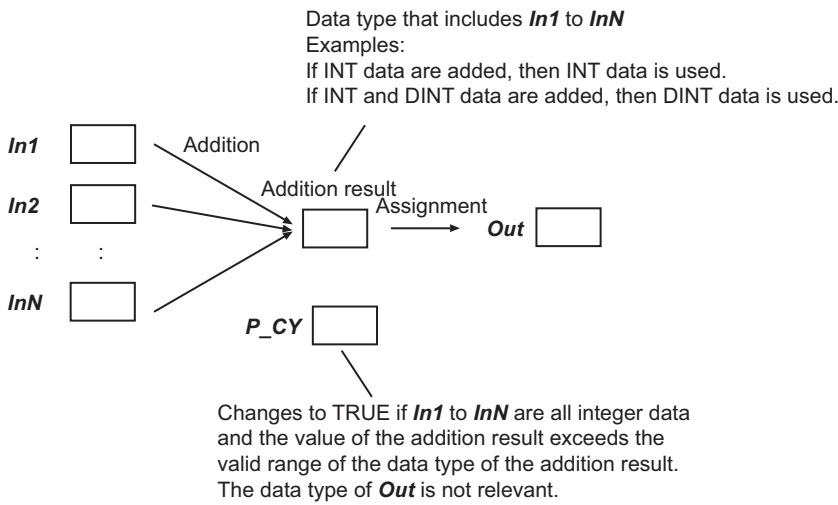 Data type that includes In1 to InN
Examples:
If INT data are added, then INT data is used.
If INT and DINT data are added, then DINT data is used.
In1
Addition
In2
Addition result
Assignment
Out
: :
InN
P_CY
Changes to TRUE if In1 to InN are all integer data
and the value of the addition result exceeds the
valid range of the data type of the addition result.
The data type of Out is not relevant.